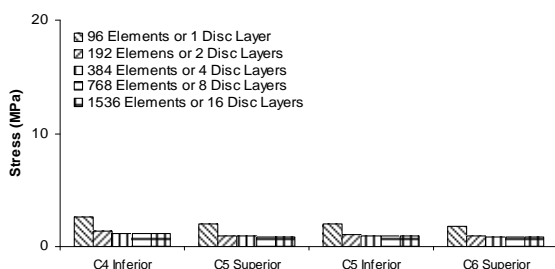 20
96 Elements or 1 Disc Layer
192 Elemens or 2 Disc Layers
384 Elements or 4 Disc Layers
768 Elements or 8 Disc Layers
1536 Elements or 16 Disc Layers
Stress (MPa)
10
0
C4 Inferior C5 Superior C5 Inferior C6 Superior